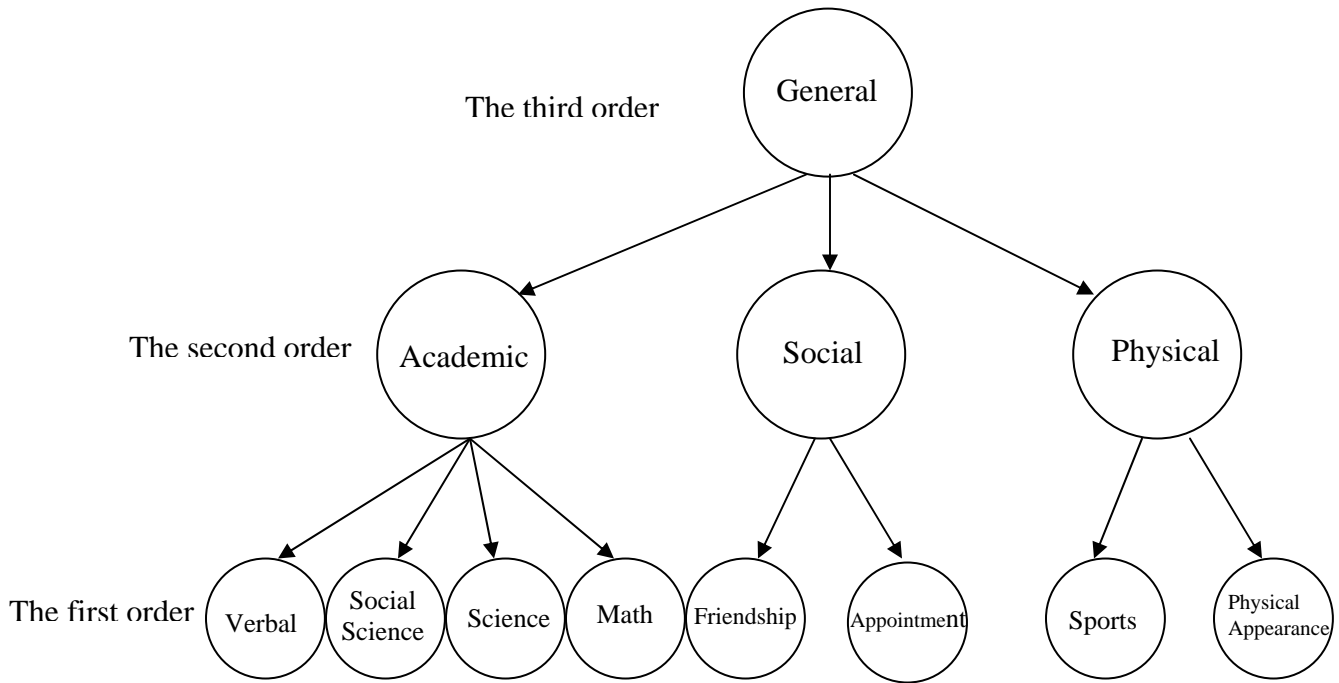 General
The third order
The second order
Academic
Social
Physical
The first order
Verbal
Social
Science
Science
Math
Friendship
Appointment
Sports
Physical
Appearance